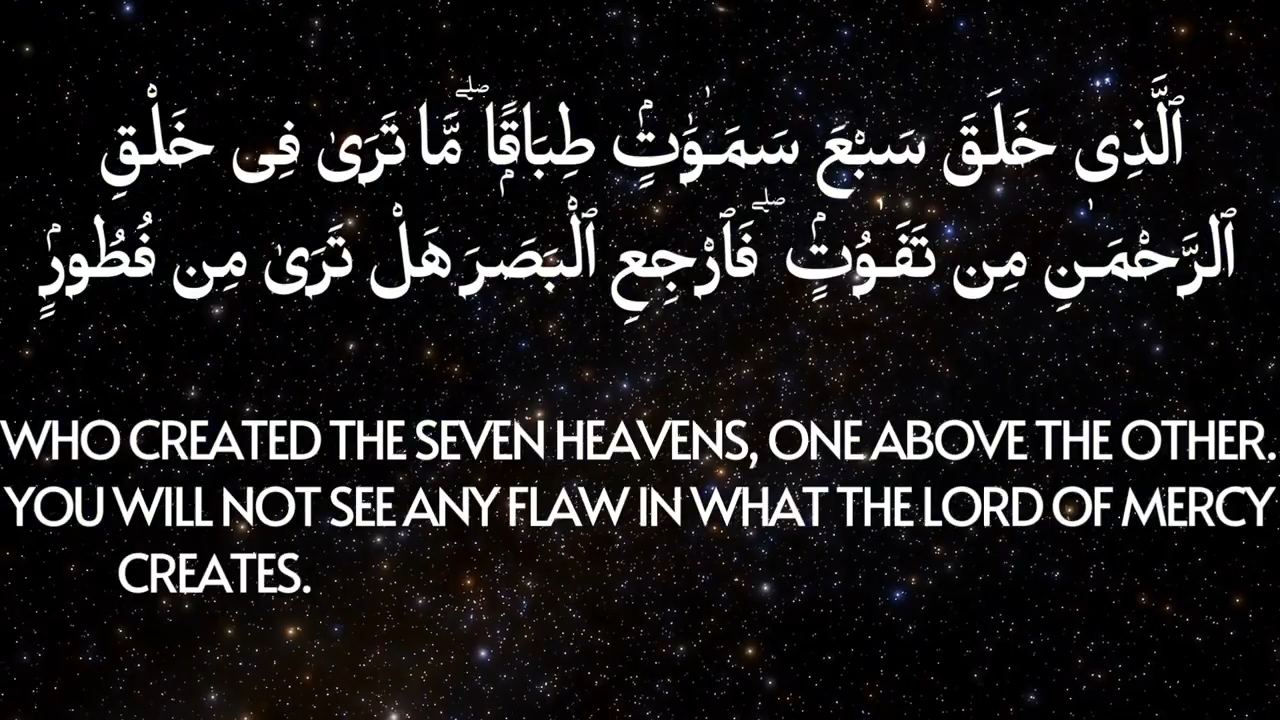 ٱلَّذِى خَلَقَ سَبْعَ سَمَـٰوَٰتٍۢ طِبَاقًۭا ۖ مَّا تَرَىٰ فِى خَلْقِ
ٱلرَّحْمَـٰنِ مِن تَفَـٰوُتٍۢ ۖ فَٱرْجِعِ ٱلْبَصَرَ هَلْ تَرَىٰ مِن فُطُورٍۢ
WHO CREATED THE SEVEN HEAVENS, ONE ABOVE THE OTHER.
YOU WILL NOT SEE ANY FLAW IN WHAT THE LORD OF MERCY
CREATES.